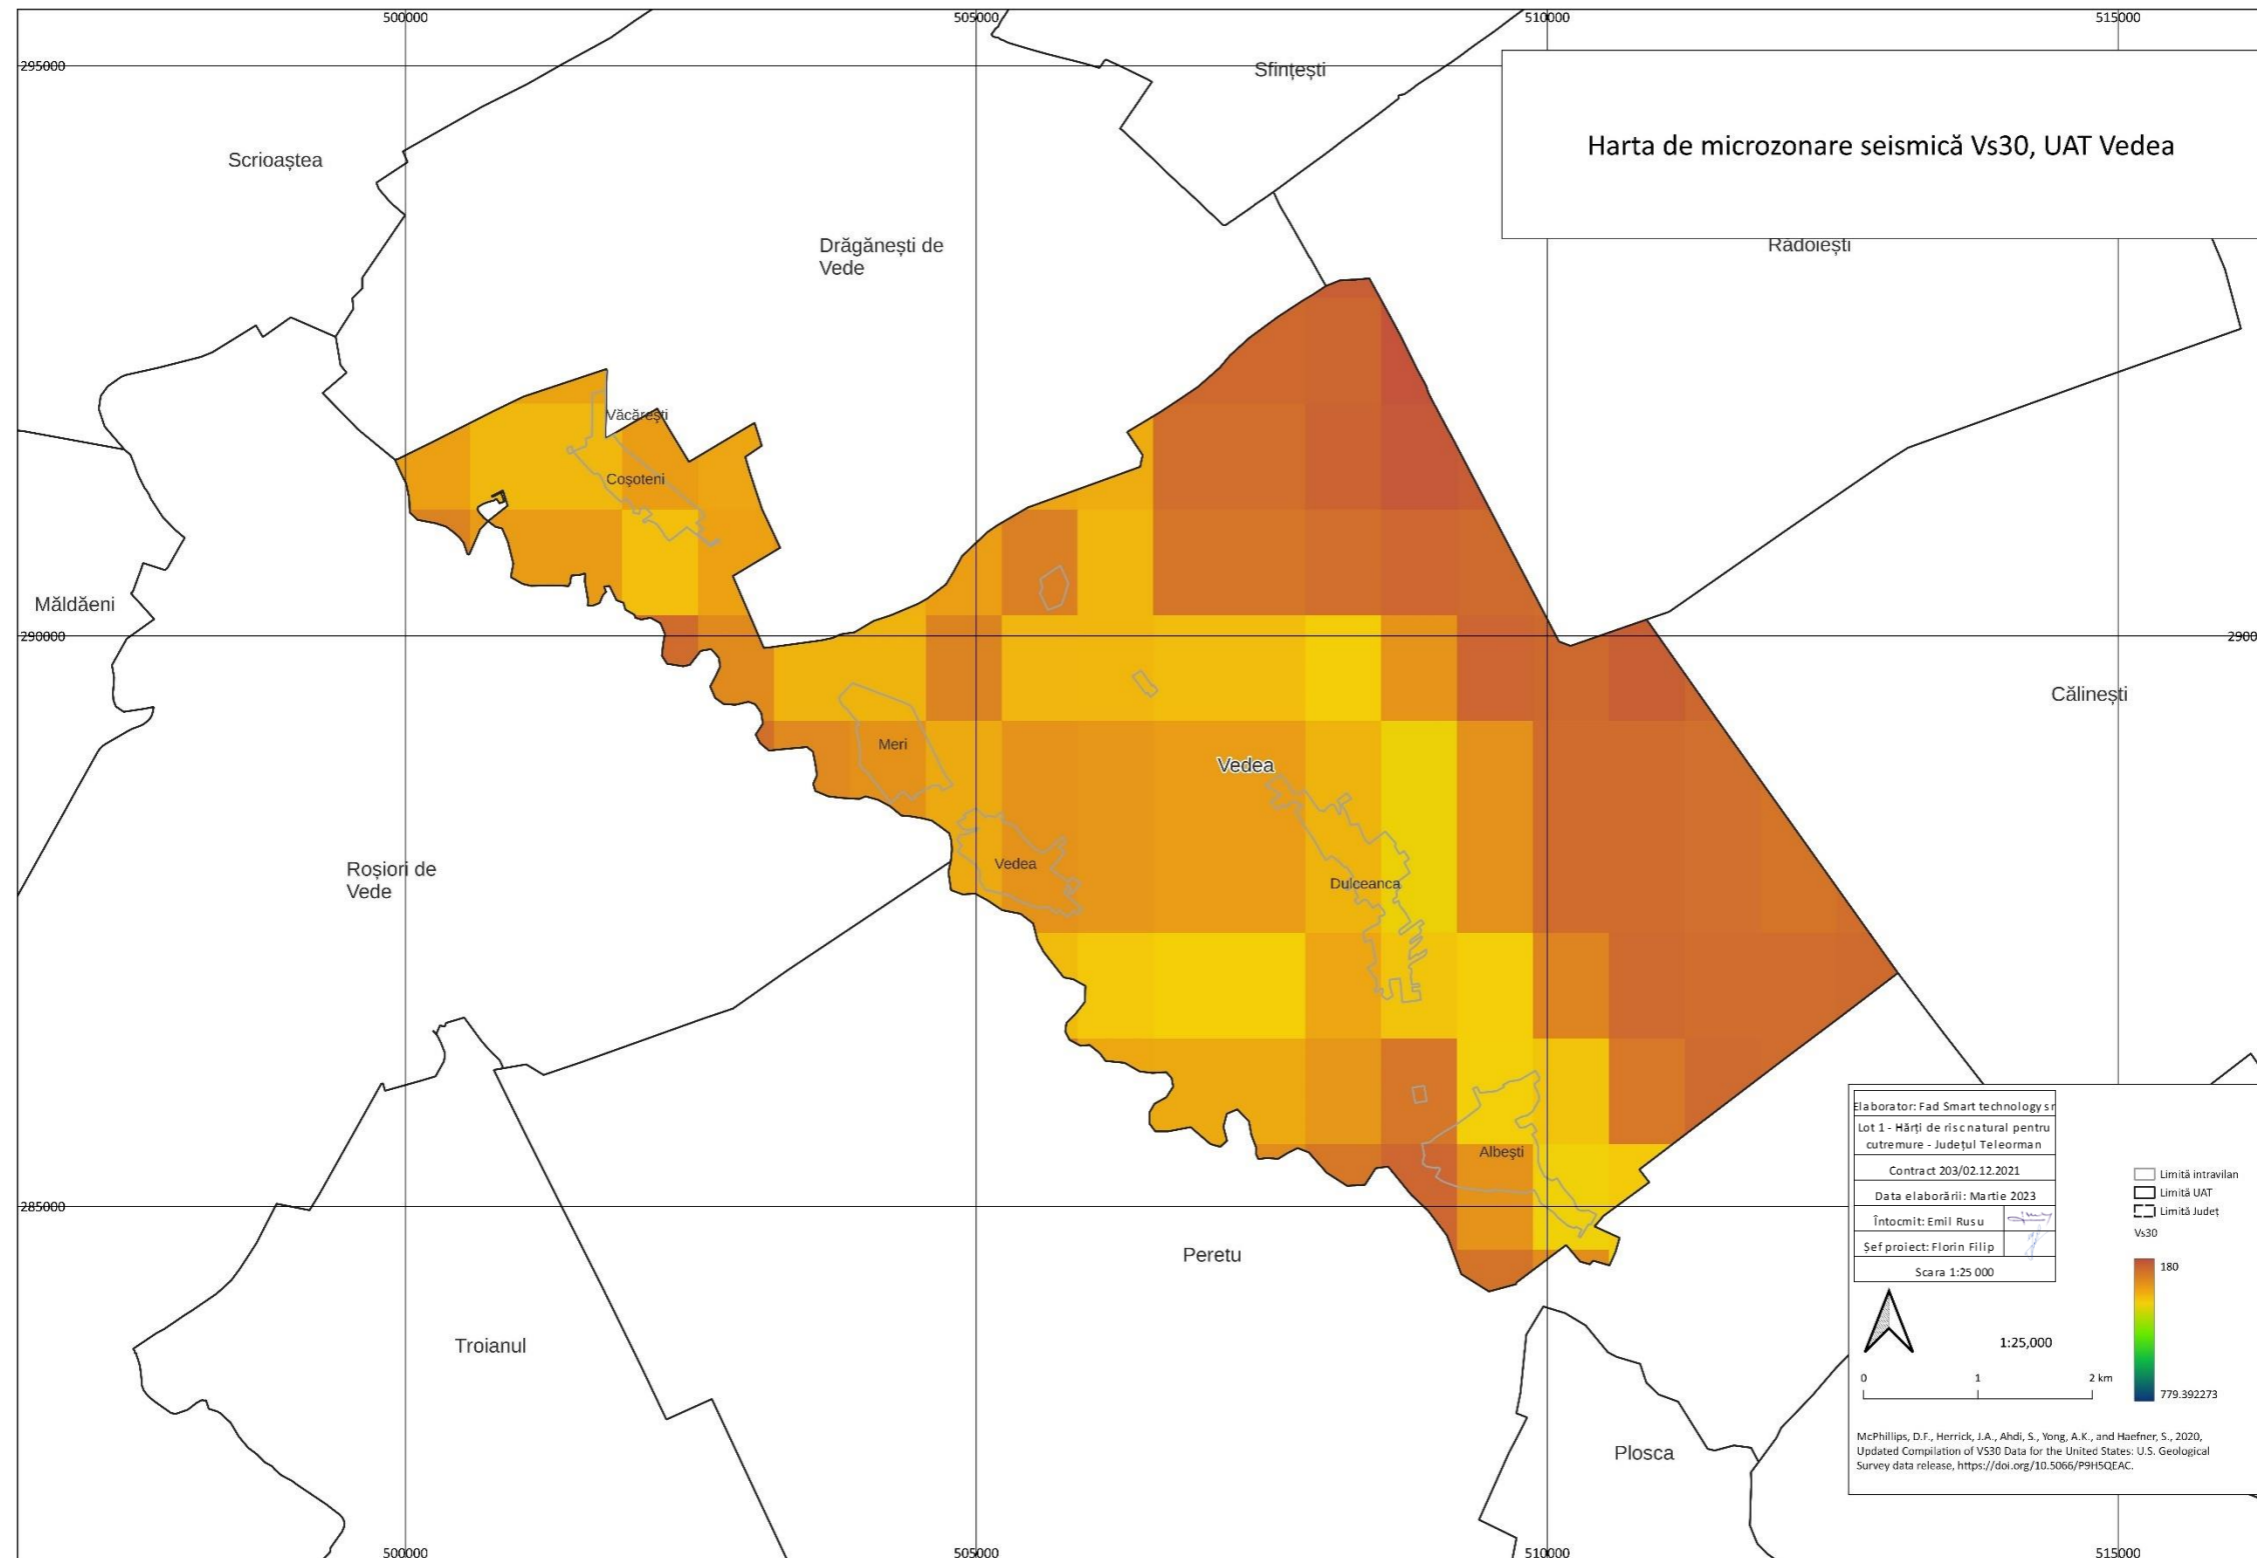 500000
505000
510000
515000
295000
Sfințești
Harta de microzonare seismică Vs30, UAT Vedea
Scrioaștea
Drăgănești de
Vede
Rădoiești
Văcărești
Coșoteni
Măldăeni
290000
2900
Călinești
Meri
Vedea
Vedea
Roșiori de
Vede
Dulceanca
Albești
285000
Peretu
Troianul
Plosca
Elaborator: Fad Smart technology sr
Lot 1 - Hărți de risc natural pentru
cutremure - Județul Teleorman
Contract 203/02.12.2021
Data elaborării: Martie 2023
Întocmit: Emil Rusu
Șef proiect: Florin Filip
Scara 1:25 000
Limită intravilan
Limită UAT
Limită Județ
Vs30
180
779.392273
1:25,000
0 1 2 km
McPhillips, D.F., Herrick, J.A., Ahdi, S., Yong, A.K., and Haefner, S., 2020,
Updated Compilation of VS30 Data for the United States: U.S. Geological
Survey data release, https://doi.org/10.5066/P9H5QEAC.
500000
505000
510000
515000